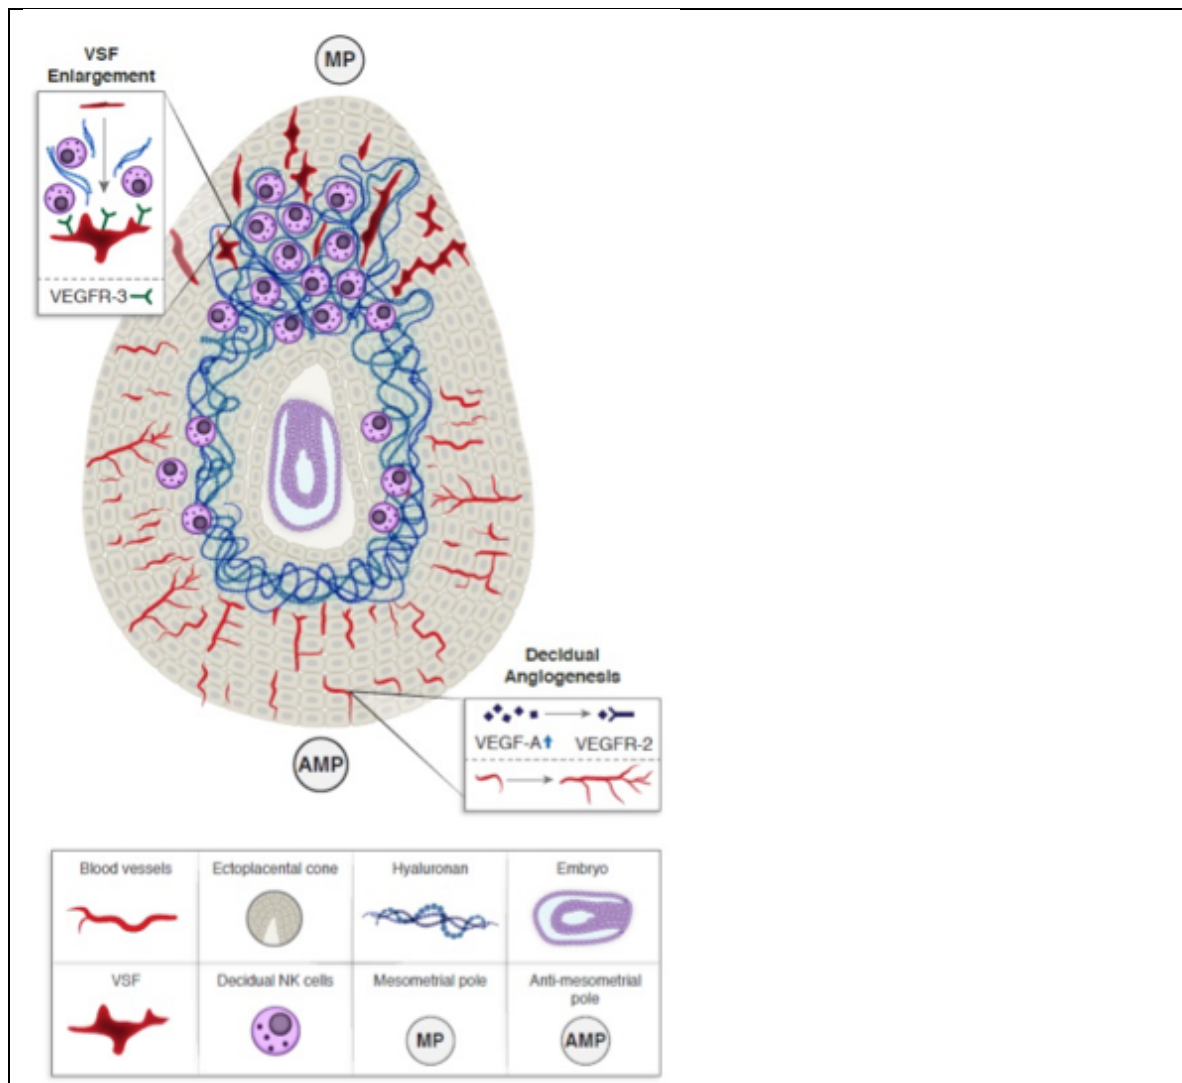 VSF
Enlargement
MP
VEGFR-3
Decidual
Angiogenesis
VEGF-A VEGFR-2
AMP
Blood vessels Ectoplacental cone Hyaluronan Embryo
VSF Decidual NK cells Mesometrial pole Anti-mesometrial
pole
MP AMP